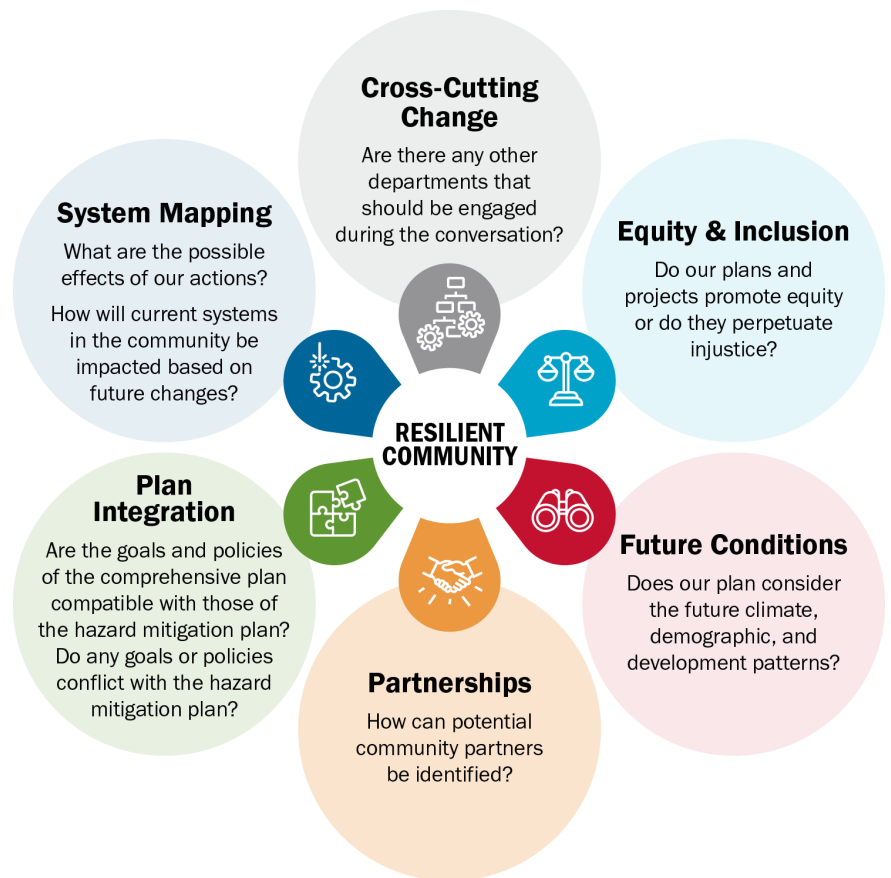 Cross-Cutting
Change
Are there any other
departments that
should be engaged
during the conversation?
Equity & Inclusion
Do our plans and
projects promote equity
or do they perpetuate
injustice?
Future Conditions
Does our plan consider
the future climate,
demographic, and
development patterns?
Partnerships
How can potential
community partners
be identified?
Plan
Integration
Are the goals and policies
of the comprehensive plan
compatible with those of
the hazard mitigation plan?
Do any goals or policies
conflict with the hazard
mitigation plan?
System Mapping
What are the possible
effects of our actions?
How will current systems
in the community be
impacted based on
future changes?
RESILIENT
COMMUNITY